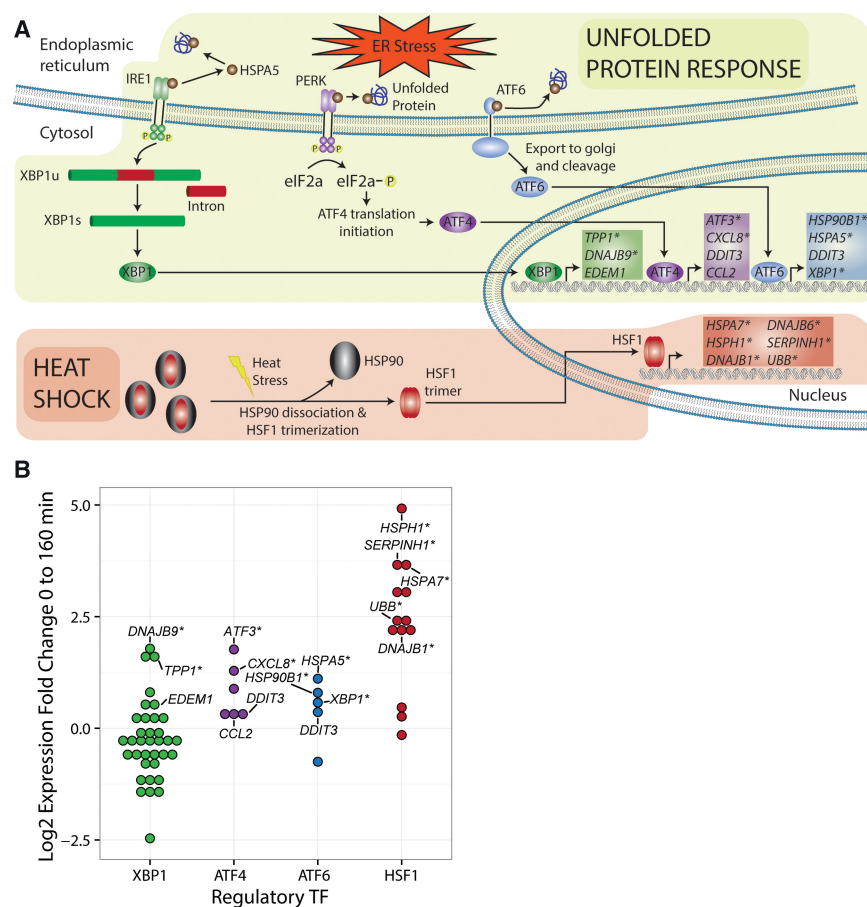 A
Endoplasmic
reticulum
ER Stress
UNFOLDED
PROTEIN RESPONSE
IRE1
HSPA5
PERK
Unfolded
Protein
ATF6
Cytosol
P P
P P
Export to golgi
and cleavage
XBP1u
Intron
eIF2a eIF2a- P
ATF6
XBP1s
ATF4 translation
initiation
ATF4
XBP1
XBP1
TPP1*
DNAJB9*
EDEM1
ATF4
ATF3*
CXCL8*
DDIT3
CCL2
ATF6
HSP90B1*
HSPA5*
DDIT3
XBP1*
HEAT
SHOCK
Heat
Stress
HSP90
HSP90 dissociation &
HSF1 trimerization
HSF1
trimer
HSF1
HSPA7* DNAJB6*
HSPH1* SERPINH1*
DNAJB1* UBB*
Nucleus
B
Log2 Expression Fold Change 0 to 160 min
5.0
2.5
0.0
−2.5
DNAJB9*
TPP1*
EDEM1
ATF3*
CXCL8*
HSP90B1*
DDIT3
CCL2
HSPA5*
XBP1*
DDIT3
HSPH1*
SERPINH1*
HSPA7*
UBB*
DNAJB1*
XBP1 ATF4 ATF6 HSF1
Regulatory TF